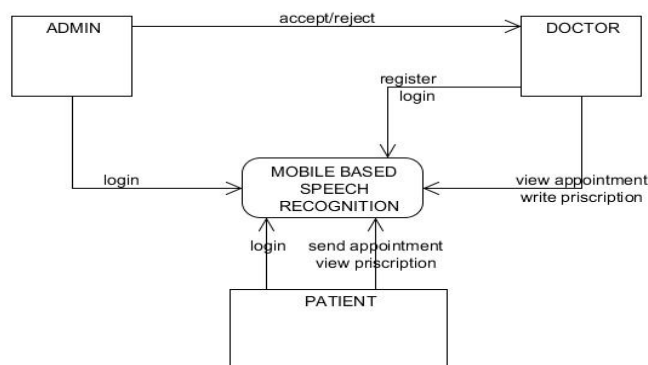 accept/reject
ADMIN
DOCTOR
register
login
login
MOBILE BASED
SPEECH
RECOGNITION
view appointment
write priscription
login
send appointment
view priscription
PATIENT